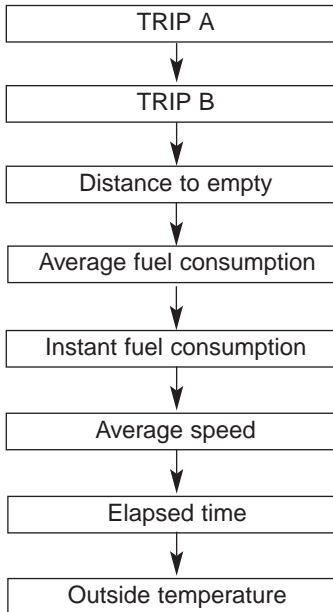 TRIP A
TRIP B
Distance to empty
Average fuel consumption
Instant fuel consumption
Average speed
Elapsed time
Outside temperature